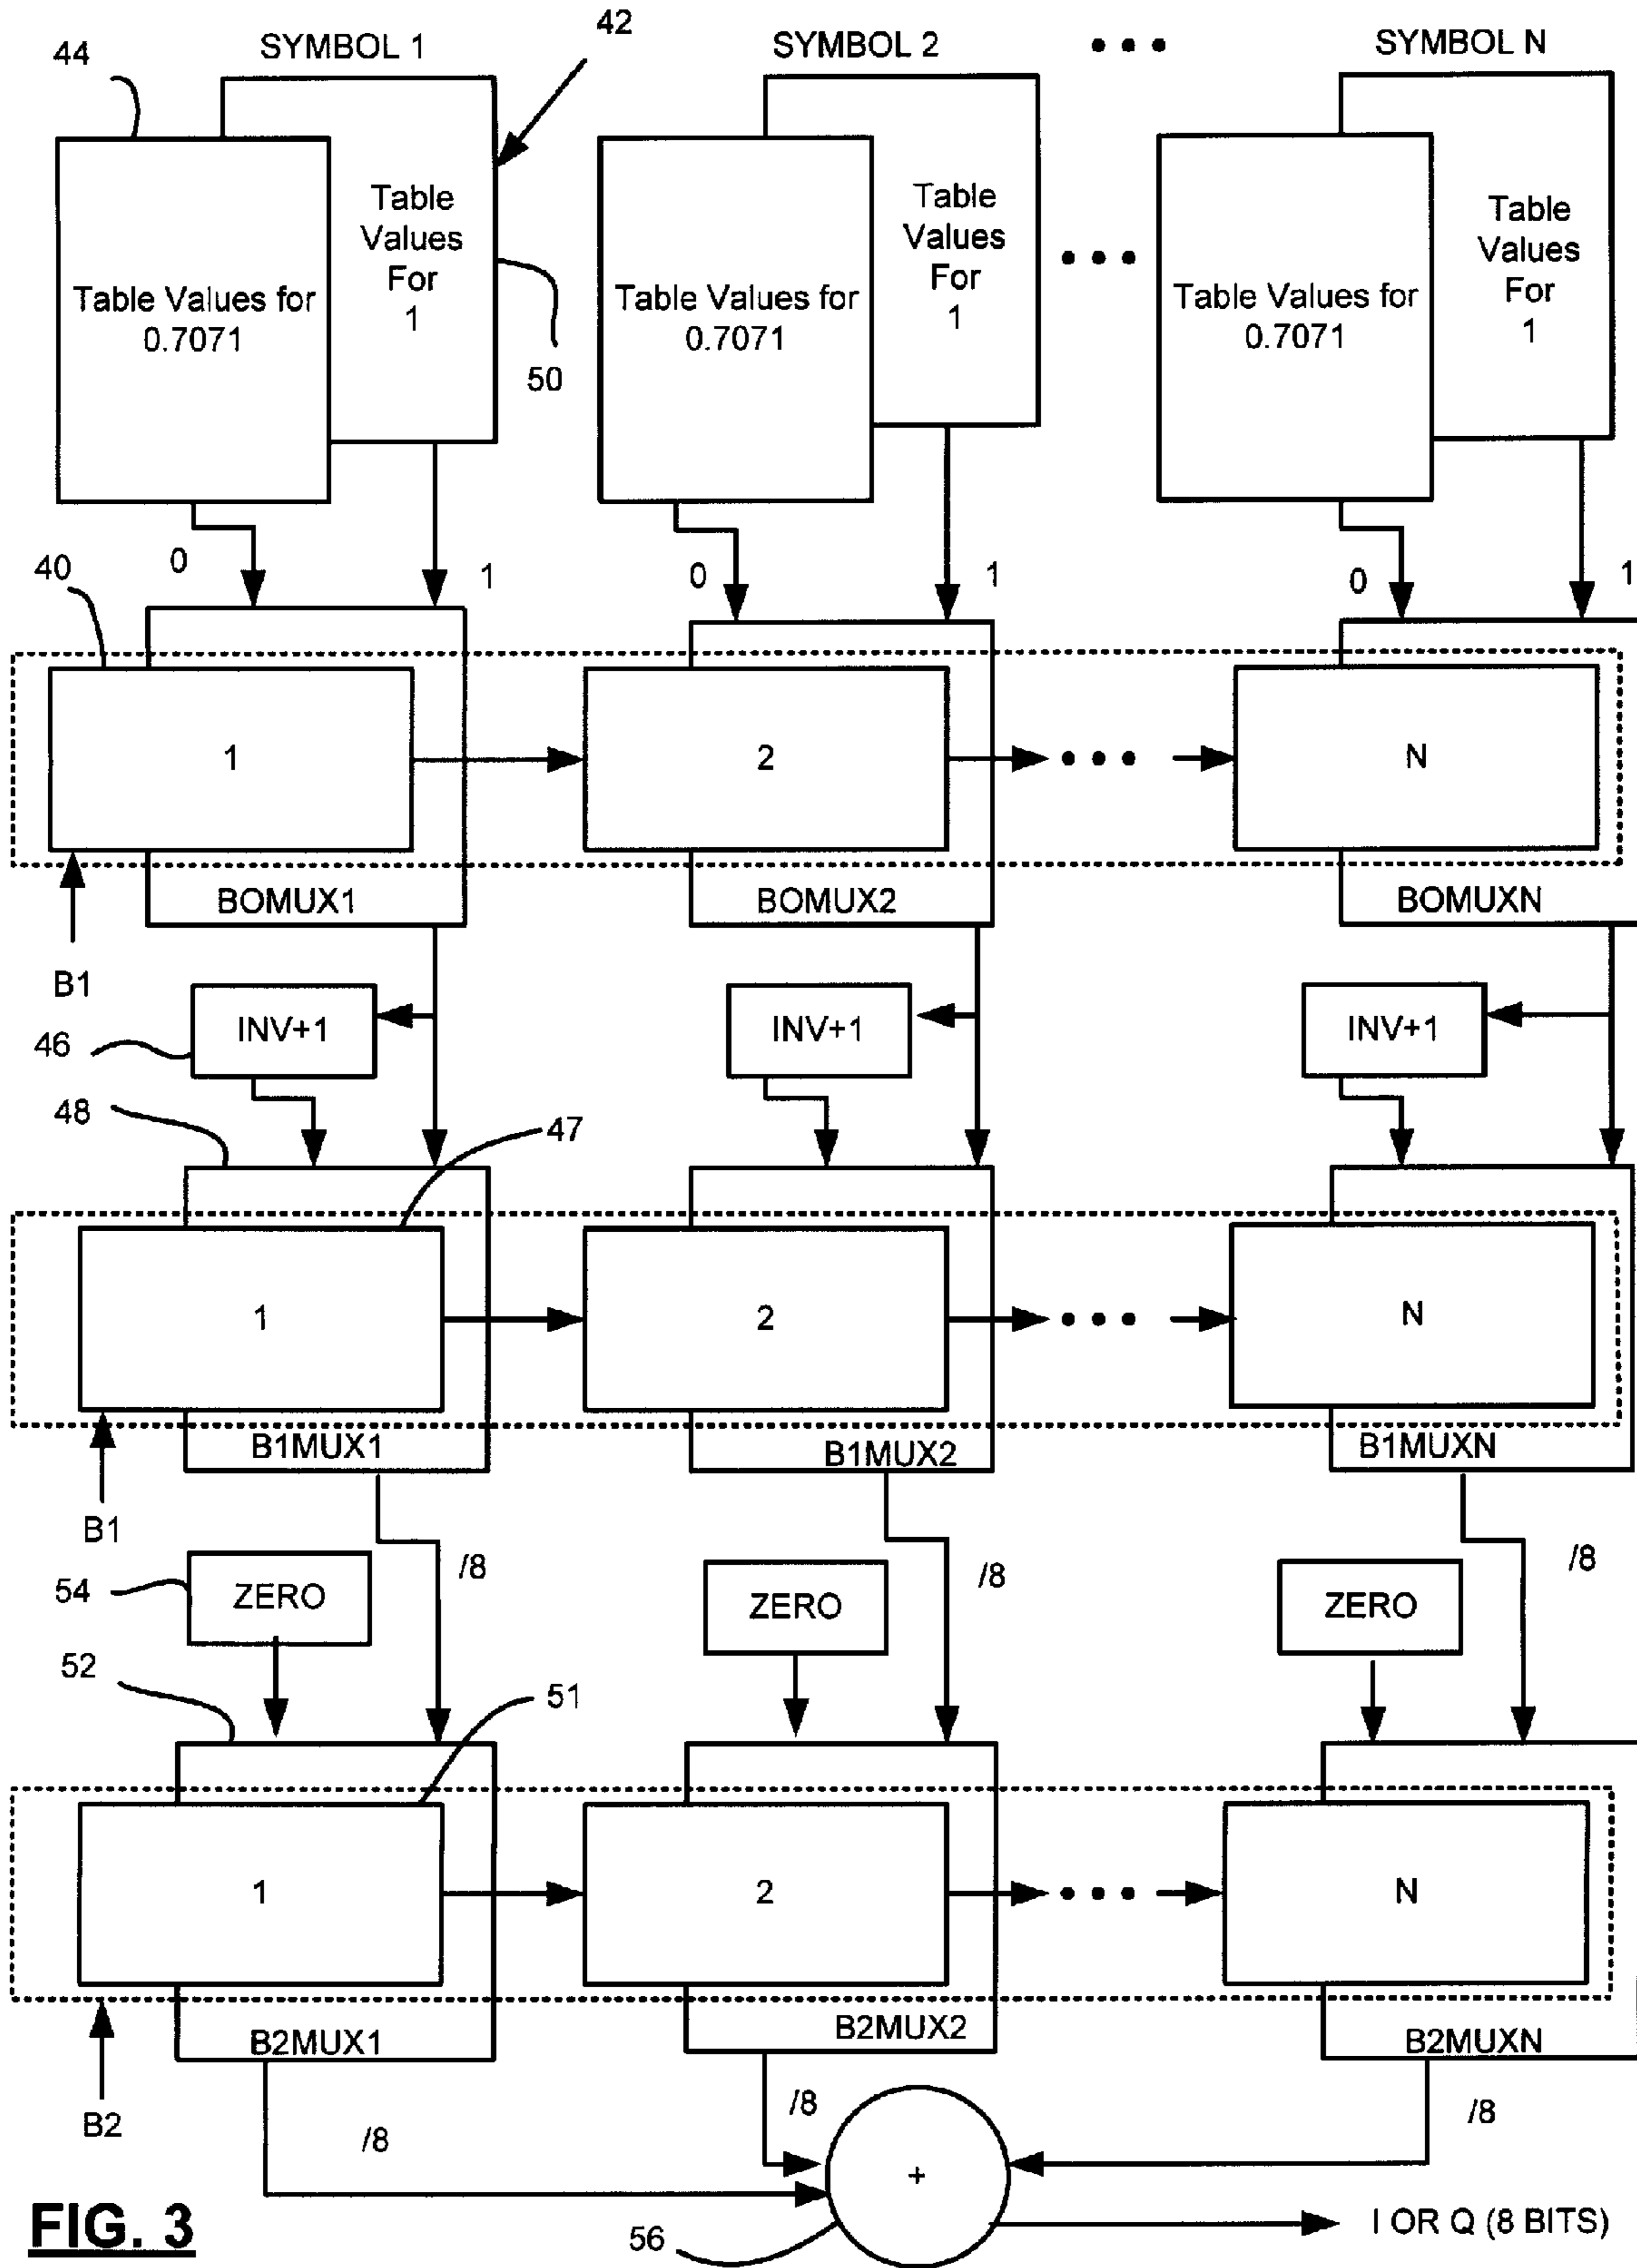 42
44
SYMBOL 1
SYMBOL 2
• • •
SYMBOL N
Table
Values
For
1
Table Values for
0.7071
50
Table
Values
For
1
Table Values for
0.7071
• • •
Table
Values
For
1
Table Values for
0.7071
0
1
0
1
0
1
40
1
2
• • •
N
BOMUX1
BOMUX2
BOMUXN
B1
INV+1
INV+1
INV+1
46
48
47
1
2
• • •
N
B1MUX1
B1MUX2
B1MUXN
B1
/8
/8
/8
54
ZERO
ZERO
ZERO
52
51
1
2
• • •
N
B2MUX1
B2MUX2
B2MUXN
B2
/8
/8
/8
+
FIG. 3
56
I OR Q (8 BITS)